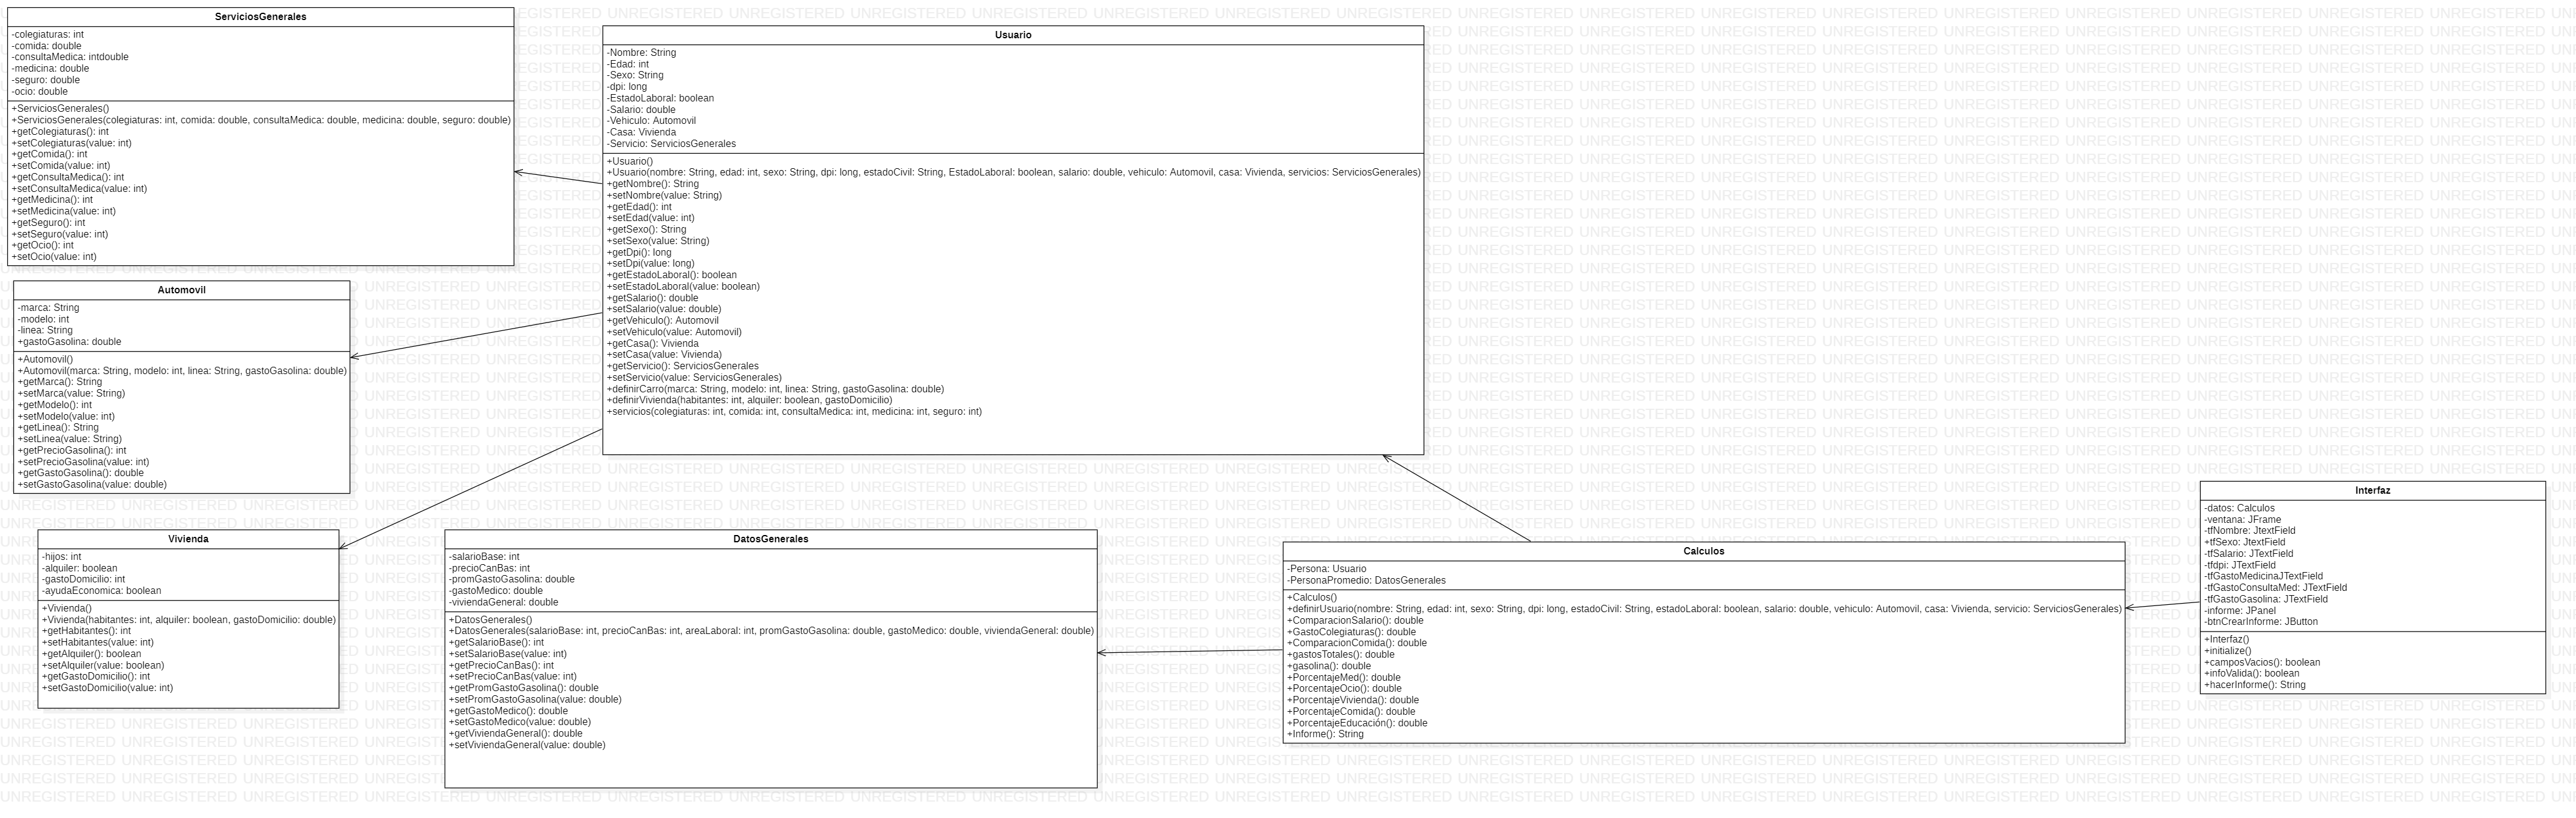 ServiciosGenerales
-colegiaturas: int
-comida: double
-consultaMedica: intdouble
-medicina: double
-seguro: double
-ocio: double
+ServiciosGenerales()
+ServiciosGenerales(colegiaturas: int, comida: double, consultaMedica: double, medicina: double, seguro: double)
+getColegiaturas(): int
+setColegiaturas(value: int)
+getComida(): int
+setComida(value: int)
+getConsultaMedica(): int
+setConsultaMedica(value: int)
+getMedicina(): int
+setMedicina(value: int)
+getSeguro(): int
+setSeguro(value: int)
+getOcio(): int
+setOcio(value: int)
Usuario
-Nombre: String
-Edad: int
-Sexo: String
-dpi: long
-EstadoLaboral: boolean
-Salario: double
-Vehiculo: Automovil
-Casa: Vivienda
-Servicio: ServiciosGenerales
+Usuario()
+Usuario(nombre: String, edad: int, sexo: String, dpi: long, estadoCivil: String, EstadoLaboral: boolean, salario: double, vehiculo: Automovil, casa: Vivienda, servicios: ServiciosGenerales)
+getNombre(): String
+setNombre(value: String)
+getEdad(): int
+setEdad(value: int)
+getSexo(): String
+setSexo(value: String)
+getDpi(): long
+setDpi(value: long)
+getEstadoLaboral(): boolean
+setEstadoLaboral(value: boolean)
+getSalario(): double
+setSalario(value: double)
+getVehiculo(): Automovil
+setVehiculo(value: Automovil)
+getCasa(): Vivienda
+setCasa(value: Vivienda)
+getServicio(): ServiciosGenerales
+setServicio(value: ServiciosGenerales)
+definirCarro(marca: String, modelo: int, linea: String, gastoGasolina: double)
+definirVivienda(habitantes: int, alquiler: boolean, gastoDomicilio)
+servicios(colegiaturas: int, comida: int, consultaMedica: int, medicina: int, seguro: int)
Automovil
-marca: String
-modelo: int
-linea: String
+gastoGasolina: double
+Automovil()
+Automovil(marca: String, modelo: int, linea: String, gastoGasolina: double)
+getMarca(): String
+setMarca(value: String)
+getModelo(): int
+setModelo(value: int)
+getLinea(): String
+setLinea(value: String)
+getPrecioGasolina(): int
+setPrecioGasolina(value: int)
+getGastoGasolina(): double
+setGastoGasolina(value: double)
Vivienda
-hijos: int
-alquiler: boolean
-gastoDomicilio: int
-ayudaEconomica: boolean
+Vivienda()
+Vivienda(habitantes: int, alquiler: boolean, gastoDomicilio: double)
+getHabitantes(): int
+setHabitantes(value: int)
+getAlquiler(): boolean
+setAlquiler(value: boolean)
+getGastoDomicilio(): int
+setGastoDomicilio(value: int)
DatosGenerales
-salarioBase: int
-precioCanBas: int
-promGastoGasolina: double
-gastoMedico: double
-viviendaGeneral: double
+DatosGenerales()
+DatosGenerales(salarioBase: int, precioCanBas: int, areaLaboral: int, promGastoGasolina: double, gastoMedico: double, viviendaGeneral: double)
+getSalarioBase(): int
+setSalarioBase(value: int)
+getPrecioCanBas(): int
+setPrecioCanBas(value: int)
+getPromGastoGasolina(): double
+setPromGastoGasolina(value: double)
+getGastoMedico(): double
+setGastoMedico(value: double)
+getViviendaGeneral(): double
+setViviendaGeneral(value: double)
Calculos
-Persona: Usuario
-PersonaPromedio: DatosGenerales
+Calculos()
+definirUsuario(nombre: String, edad: int, sexo: String, dpi: long, estadoCivil: String, estadoLaboral: boolean, salario: double, vehiculo: Automovil, casa: Vivienda, servicio: ServiciosGenerales)
+ComparacionSalario(): double
+GastoColegiaturas(): double
+ComparacionComida(): double
+gastosTotales(): double
+gasolina(): double
+PorcentajeMed(): double
+PorcentajeOcio(): double
+PorcentajeVivienda(): double
+PorcentajeComida(): double
+PorcentajeEducación(): double
+Informe(): String
Interfaz
-datos: Calculos
-ventana: JFrame
-tfNombre: JtextField
+tfSexo: JtextField
-tfSalario: JTextField
-tfdpi: JTextField
-tfGastoMedicinaJTextField
-tfGastoConsultaMed: JTextField
-tfGastoGasolina: JTextField
-informe: JPanel
-btnCrearInforme: JButton
+Interfaz()
+initialize()
+camposVacios(): boolean
+infoValida(): boolean
+hacerInforme(): String